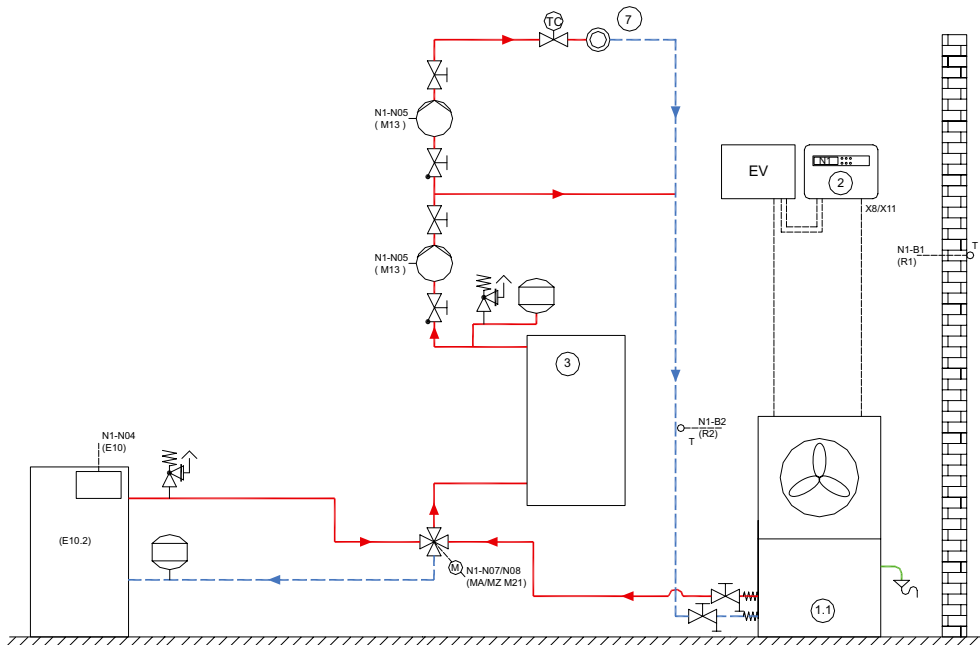 TC
7
N1-N05
( M13 )
EV
N1
2
X8/X11
N1-B1
(R1)
T
N1-N05
( M13 )
3
N1-B2
(R2)
T
N1-N04
(E10)
(E10.2)
M
N1-N07/N08
(MA/MZ M21)
1.1